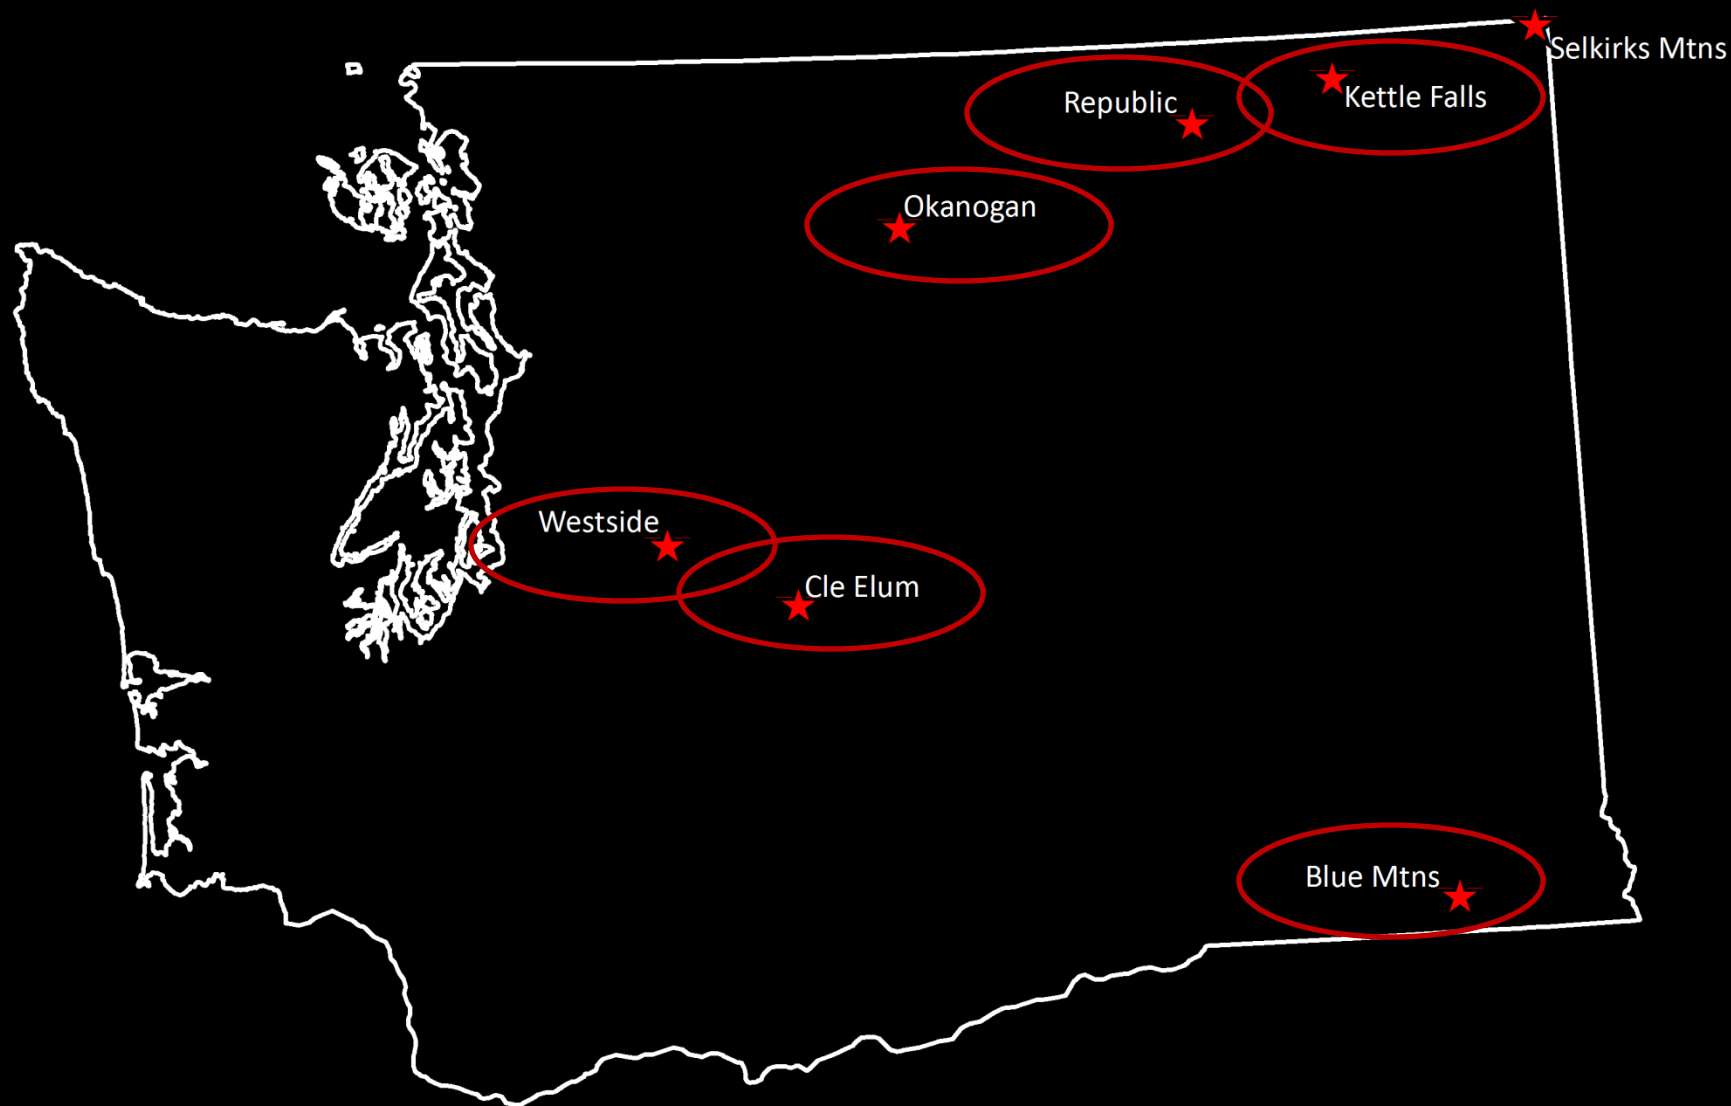 Selkirks Mtns
Republic
Kettle Falls
Okanogan
Westside
Cle Elum
Blue Mtns